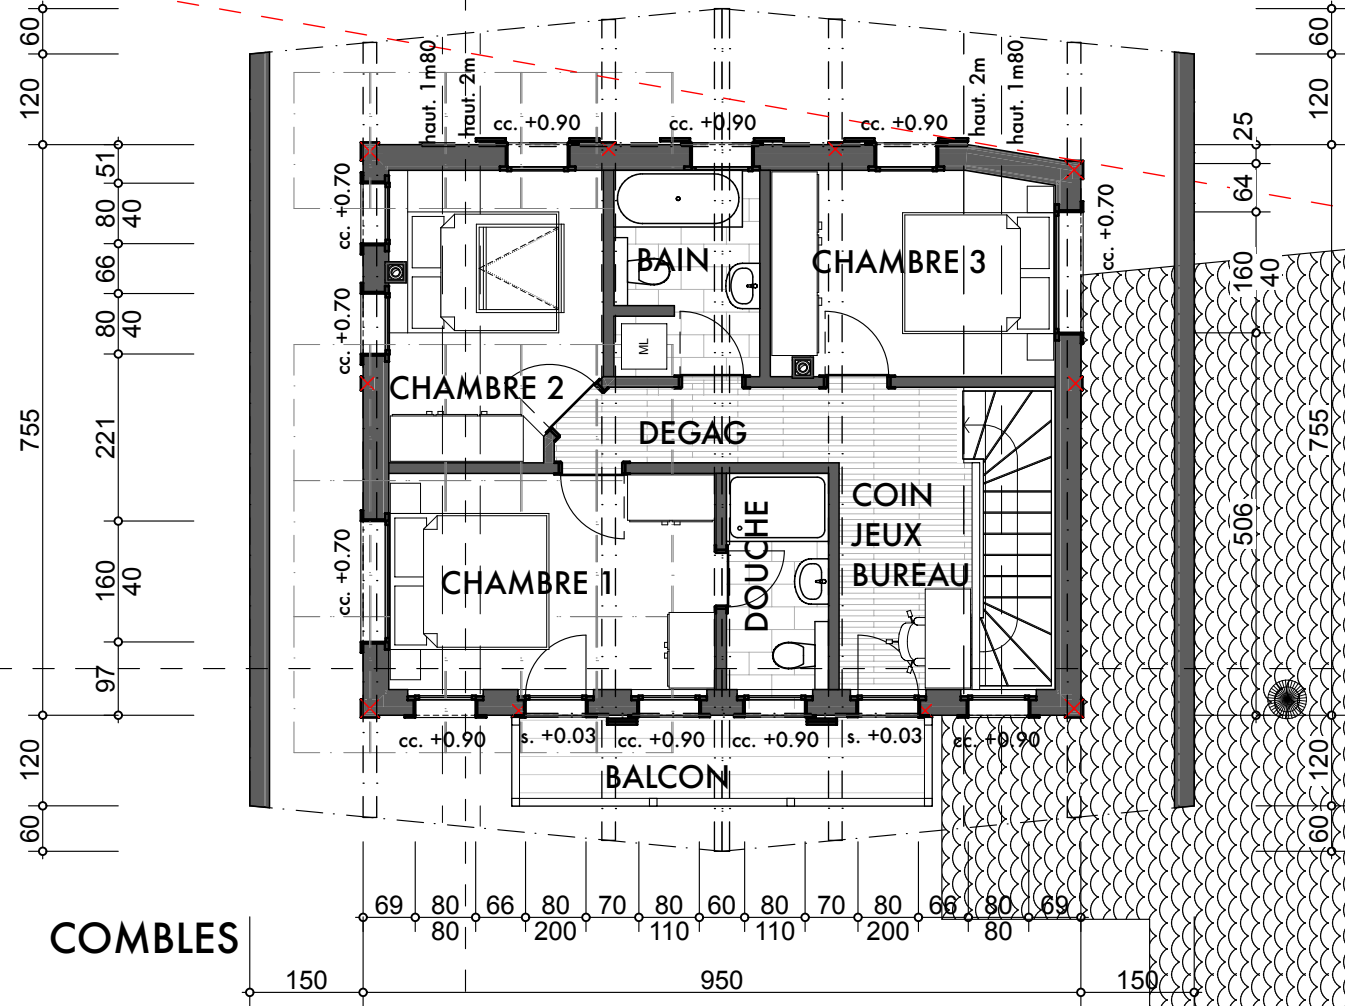 60
120
755
120
60
51
80
40
66
80
40
221
160
40
97
haut. 1m80
haut. 2m
haut. 2m
haut. 1m80
cc. +0.90
cc. +0.90
cc. +0.90
cc. +0.70
cc. +0.70
cc. +0.70
cc. +0.70
BAIN
CHAMBRE 3
ML
CHAMBRE 2
DEGAG
CHAMBRE 1
DOUCHE
COIN
JEUX
BUREAU
cc. +0.90
s. +0.03
cc. +0.90
cc. +0.90
s. +0.03
cc. +0.90
BALCON
60
120
25
64
160
40
755
506
120
60
69 80 66 80 70 80 60 80 70 80 66 80 69
80 200 110 110 200 80
COMBLES
150 950 150